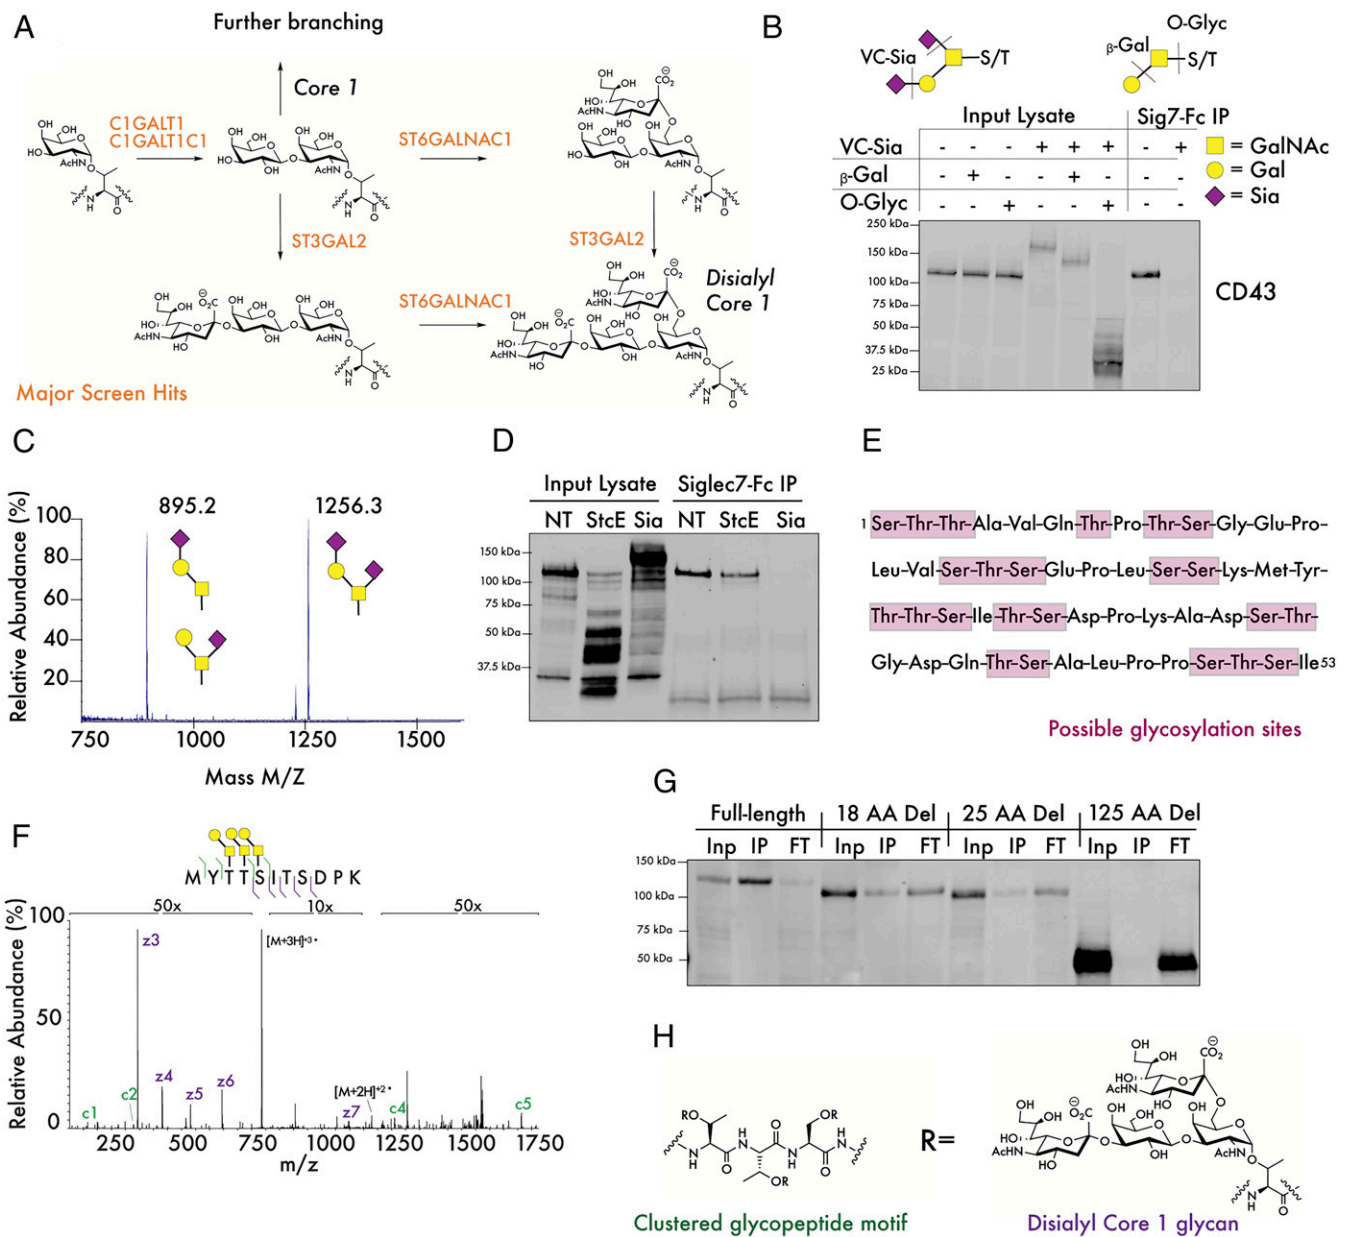 A
Further branching
Core 1
C1GALT1
C1GALT1C1
ST6GALNAC1
ST3GAL2
ST3GAL2
ST6GALNAC1
Disialyl
Core 1
Major Screen Hits
B
VC-Sia
S/T
O-Glyc
β-Gal
S/T
Input Lysate
Sig7-Fc IP
VC-Sia - - - + + + - +
β-Gal - + - - + - - -
O-Glyc - - + - - + - -
= GalNAc
= Gal
= Sia
250 kDa
150 kDa
100 kDa
75 kDa
50 kDa
37.5 kDa
25 kDa
CD43
C
Relative Abundance (%)
100
80
60
40
20
895.2
1256.3
750 1000 1250 1500
Mass M/Z
D
Input Lysate Siglec7-Fc IP
NT StcE Sia NT StcE Sia
150 kDa
100 kDa
75 kDa
50 kDa
37.5 kDa
E
1 Ser-Thr-Thr-Ala-Val-Gln-Thr-Pro-Thr-Ser-Gly-Glu-Pro-
Leu-Val-Ser-Thr-Ser-Glu-Pro-Leu-Ser-Ser-Lys-Met-Tyr-
Thr-Thr-Ser-Ile-Thr-Ser-Asp-Pro-Lys-Ala-Asp-Ser-Thr-
Gly-Asp-Gln-Thr-Ser-Ala-Leu-Pro-Pro-Ser-Thr-Ser-Ile 53
Possible glycosylation sites
F
MYTTSITSDPK
50x 10x 50x
Relative Abundance (%)
100
50
0
c1
c2
z3
z4
z5
z6
[M+3H]+3 •
[M+2H]+2 •
z7
c4
c5
250 500 750 1000 1250 1500 1750
m/z
G
Full-length 18 AA Del 25 AA Del 125 AA Del
Inp IP FT Inp IP FT Inp IP FT Inp IP FT
150 kDa
100 kDa
75 kDa
50 kDa
H
R=
Clustered glycopeptide motif
Disialyl Core 1 glycan